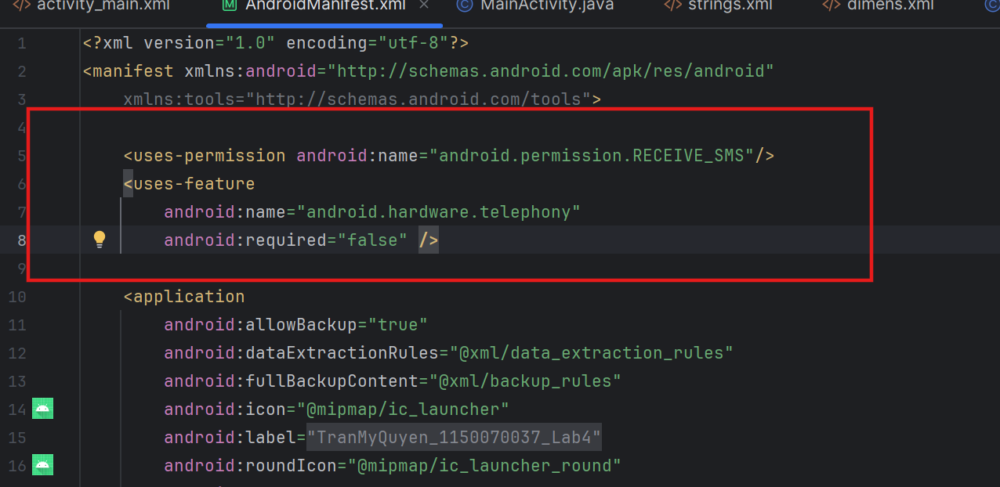 activity_main.xml AndroidManifest.xml MainActivity.java strings.xml dimens.xml
1 <?xml version="1.0" encoding="utf-8"?>
2 <manifest xmlns:android="http://schemas.android.com/apk/res/android"
3 xmlns:tools="http://schemas.android.com/tools">
4
5 <uses-permission android:name="android.permission.RECEIVE_SMS"/>
6 <uses-feature
7 android:name="android.hardware.telephony"
8 android:required="false" />
9
10 <application
11 android:allowBackup="true"
12 android:dataExtractionRules="@xml/data_extraction_rules"
13 android:fullBackupContent="@xml/backup_rules"
14 android:icon="@mipmap/ic_launcher"
15 android:label="TranMyQuyen_1150070037_Lab4"
16 android:roundIcon="@mipmap/ic_launcher_round"